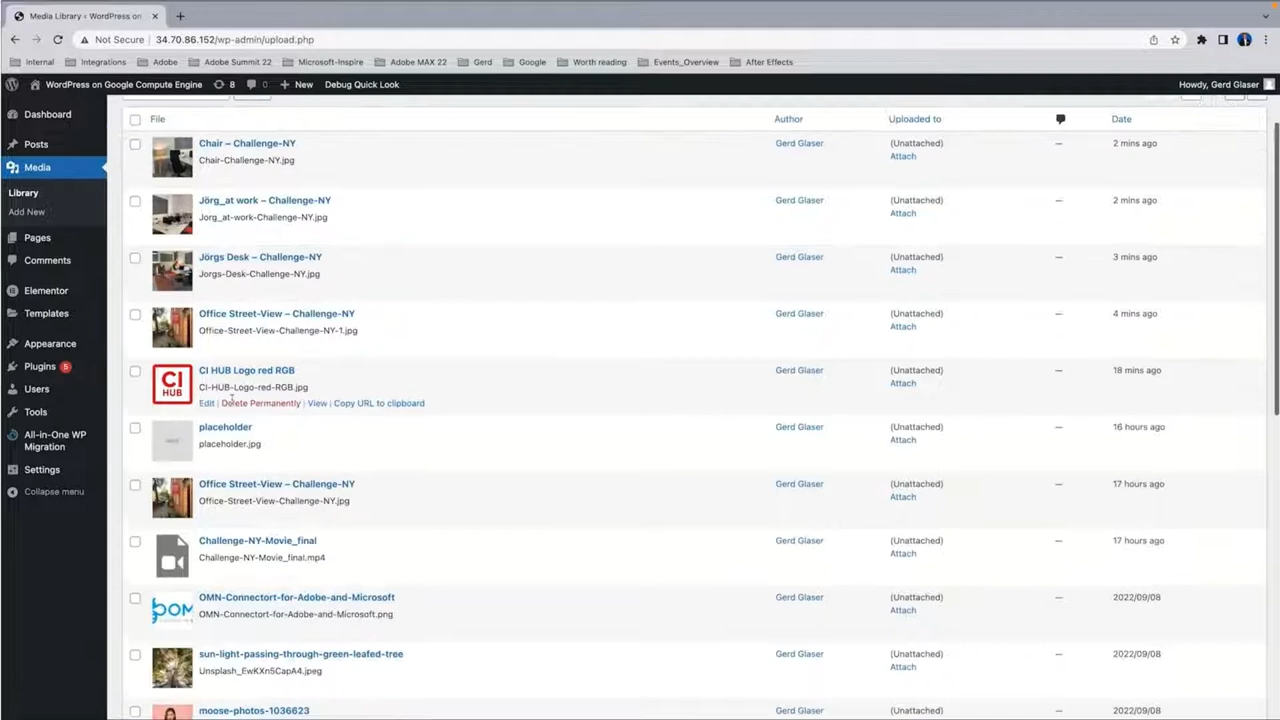 Media Library ‹ WordPress on
Not Secure | 34.70.86.152/wp-admin/upload.php
Internal Integrations Adobe Adobe Summit 22 Microsoft-Inspire Adobe MAX 22 Gerd Google Worth reading Events_Overview After Effects
WordPress on Google Compute Engine 8 0 New Debug Quick Look Howdy, Gerd Glaser
Dashboard
Posts
Media
Library
Add New
Pages
Comments
Elementor
Templates
Appearance
Plugins 5
Users
Tools
All-in-One WP
Migration
Settings
Collapse menu
File Author Uploaded to Date
Chair – Challenge-NY Gerd Glaser (Unattached) — 2 mins ago
Chair-Challenge-NY.jpg Attach
Jörg_at work – Challenge-NY Gerd Glaser (Unattached) — 2 mins ago
Jorg_at-work-Challenge-NY.jpg Attach
Jörgs Desk – Challenge-NY Gerd Glaser (Unattached) — 3 mins ago
Jorgs-Desk-Challenge-NY.jpg Attach
Office Street-View – Challenge-NY Gerd Glaser (Unattached) — 4 mins ago
Office-Street-View-Challenge-NY-1.jpg Attach
CI
HUB
CI HUB Logo red RGB Gerd Glaser (Unattached) — 18 mins ago
CI-HUB-Logo-red-RGB.jpg Attach
Edit | Delete Permanently | View | Copy URL to clipboard
placeholder Gerd Glaser (Unattached) — 16 hours ago
placeholder.jpg Attach
Office Street-View – Challenge-NY Gerd Glaser (Unattached) — 17 hours ago
Office-Street-View-Challenge-NY.jpg Attach
Challenge-NY-Movie_final Gerd Glaser (Unattached) — 17 hours ago
Challenge-NY-Movie_final.mp4 Attach
OMN-Connectort-for-Adobe-and-Microsoft Gerd Glaser (Unattached) — 2022/09/08
OMN-Connectort-for-Adobe-and-Microsoft.png Attach
sun-light-passing-through-green-leafed-tree Gerd Glaser (Unattached) — 2022/09/08
Unsplash_EwKXn5CapA4.jpeg Attach
moose-photos-1036623 Gerd Glaser (Unattached) — 2022/09/08